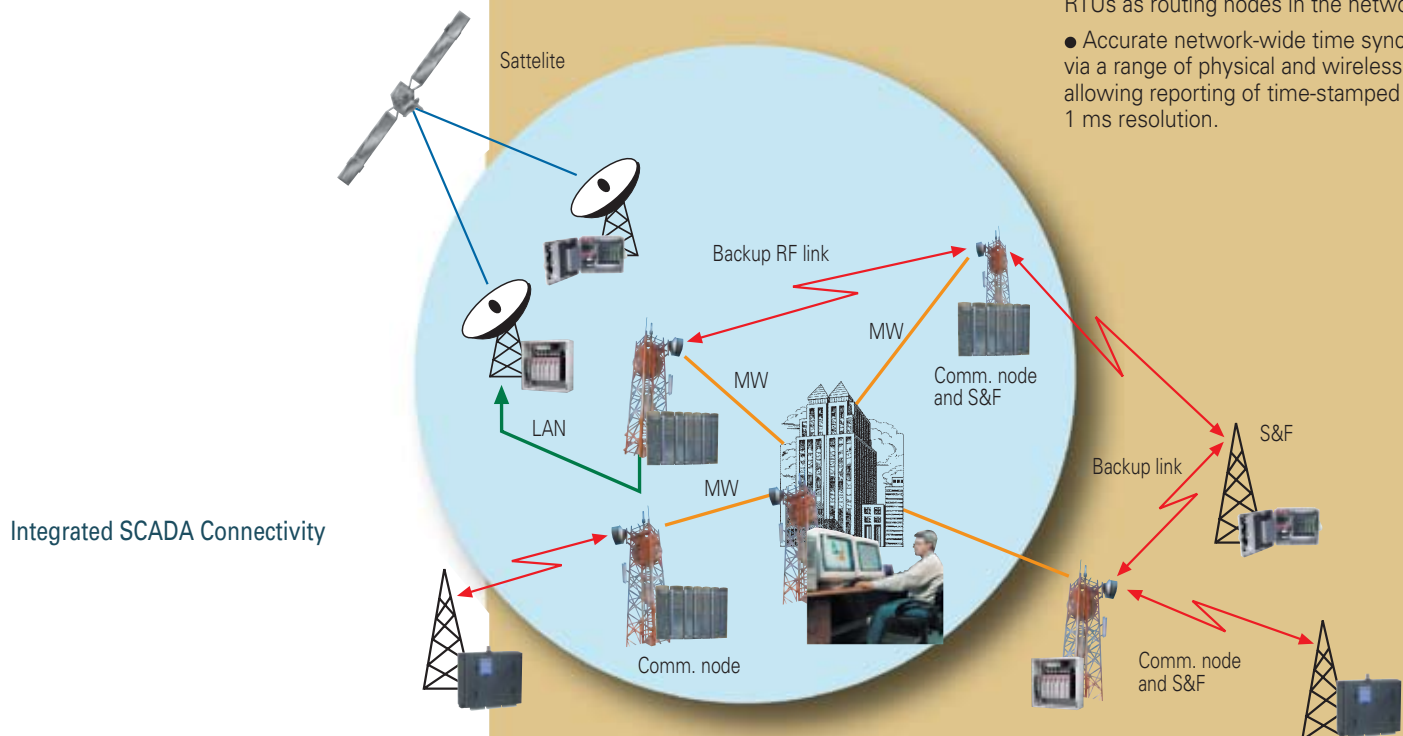 RTUs as routing nodes in the netwo
● Accurate network-wide time sync
via a range of physical and wireless
allowing reporting of time-stamped
1 ms resolution.
Sattelite
Backup RF link
MW
MW
Comm. node
and S&F
LAN
S&F
Backup link
MW
Integrated SCADA Connectivity
Comm. node
Comm. node
and S&F